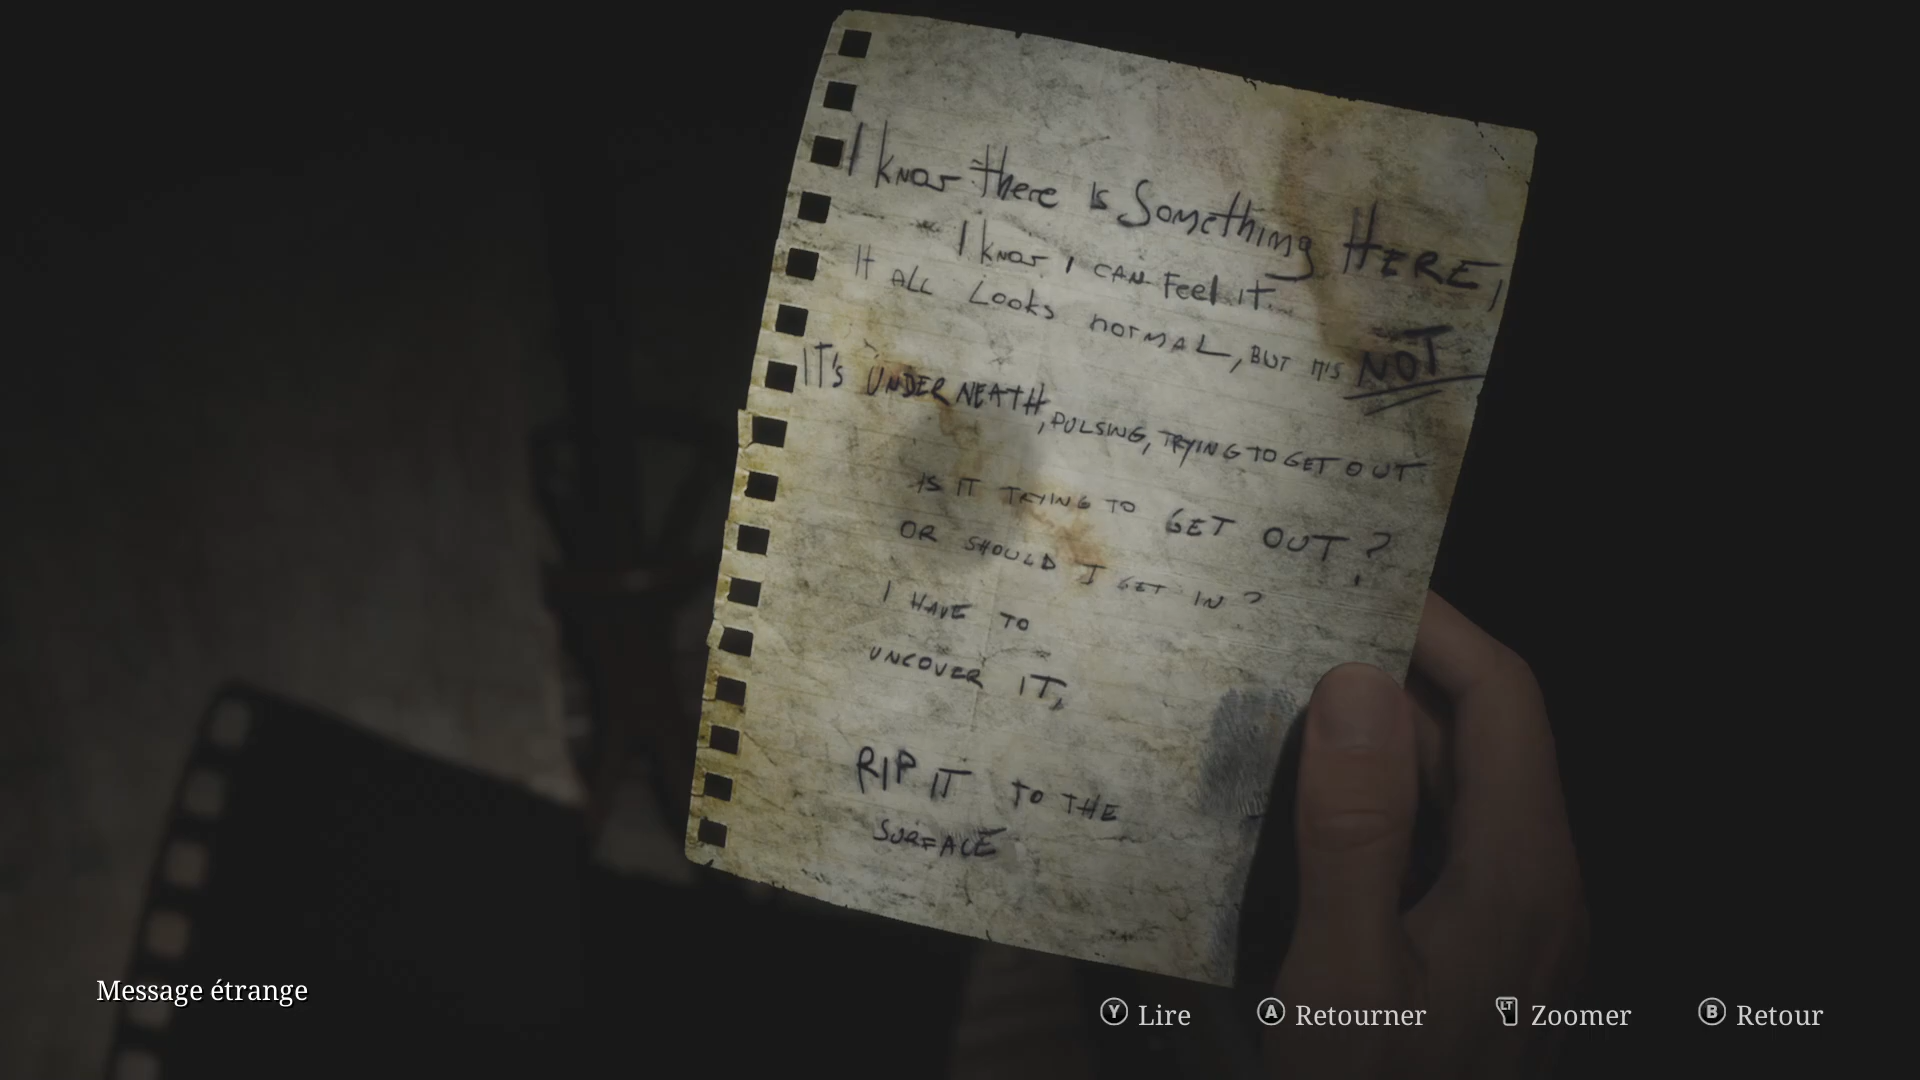 I know there is Something HERE,
I know I CAN Feel IT.
IT ALL Looks normAL, BUT IT'S NOT
IT'S UNDERNEATH, PULSING, TRYING TO GET OUT
IS IT TRYING TO GET OUT?
OR SHOULD I GET IN?
I HAVE TO
UNCOVER IT,
RIP IT TO THE
SURFACE
Message étrange
Y Lire A Retourner LT Zoomer B Retour